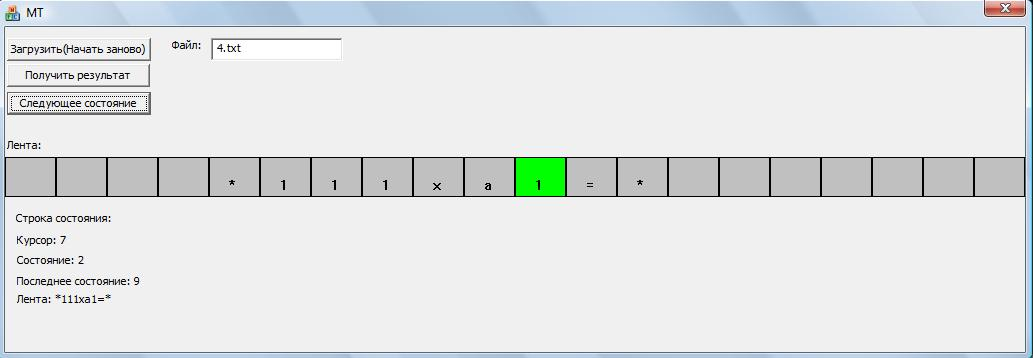 МТ
Загрузить(Начать заново)
Файл: 4.txt
Получить результат
Следующее состояние
Лента:
* 1 1 1 x a 1 = *
Строка состояния:
Курсор: 7
Состояние: 2
Последнее состояние: 9
Лента: *111xa1=*